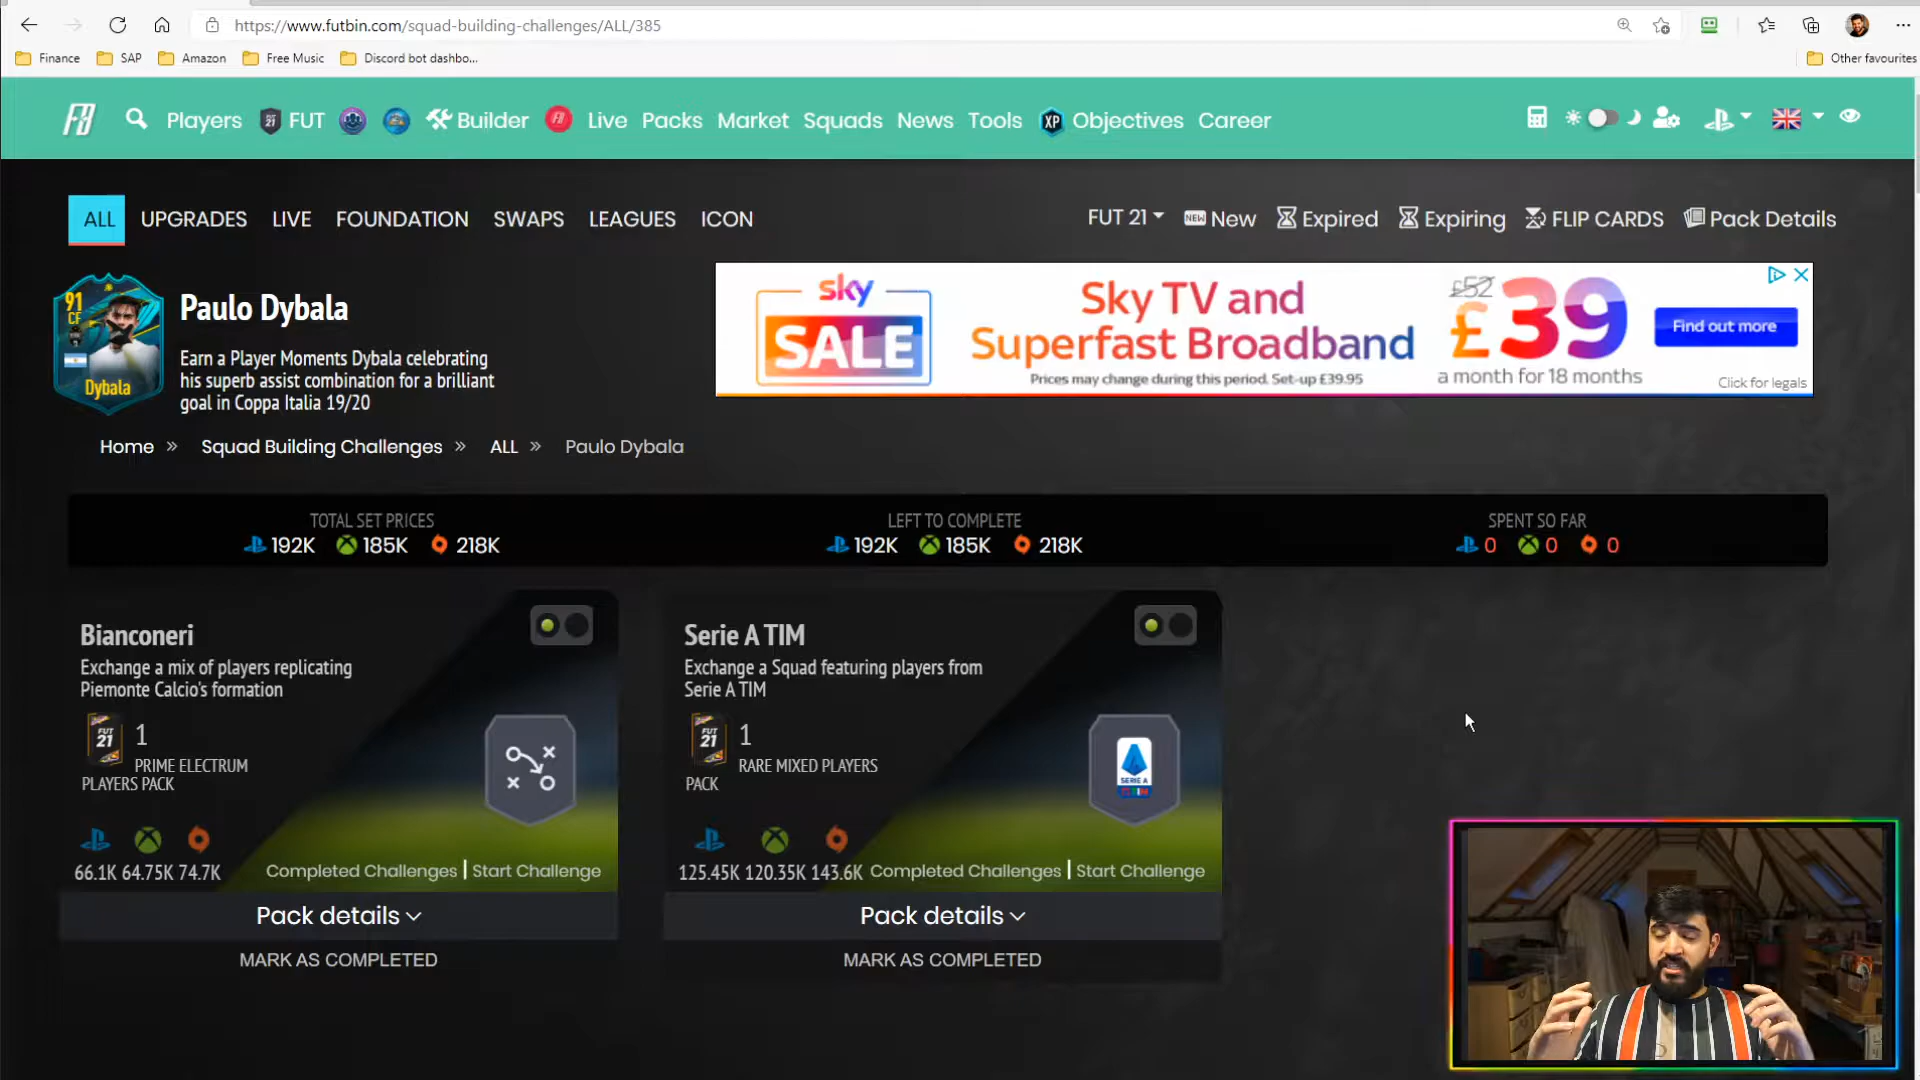 https://www.futbin.com/squad-building-challenges/ALL/385
Finance SAP Amazon Free Music Discord bot dashbo... Other favourites
Players FUT Builder Live Packs Market Squads News Tools XP Objectives Career
ALL UPGRADES LIVE FOUNDATION SWAPS LEAGUES ICON FUT 21 NEW New Expired Expiring FLIP CARDS Pack Details
91
CF
Dybala
Paulo Dybala
Earn a Player Moments Dybala celebrating
his superb assist combination for a brilliant
goal in Coppa Italia 19/20
sky
SALE
Sky TV and
Superfast Broadband
Prices may change during this period. Set-up £39.95
£52
£39
a month for 18 months
Find out more
Click for legals
Home » Squad Building Challenges » ALL » Paulo Dybala
TOTAL SET PRICES
192K 185K 218K
LEFT TO COMPLETE
192K 185K 218K
SPENT SO FAR
0 0 0
Bianconeri
Exchange a mix of players replicating
Piemonte Calcio's formation
FUT
21
1
PRIME ELECTRUM
PLAYERS PACK
66.1K 64.75K 74.7K
Completed Challenges | Start Challenge
Pack details
MARK AS COMPLETED
Serie A TIM
Exchange a Squad featuring players from
Serie A TIM
FUT
21
1
RARE MIXED PLAYERS
PACK
SERIE A
TIM
125.45K 120.35K 143.6K
Completed Challenges | Start Challenge
Pack details
MARK AS COMPLETED